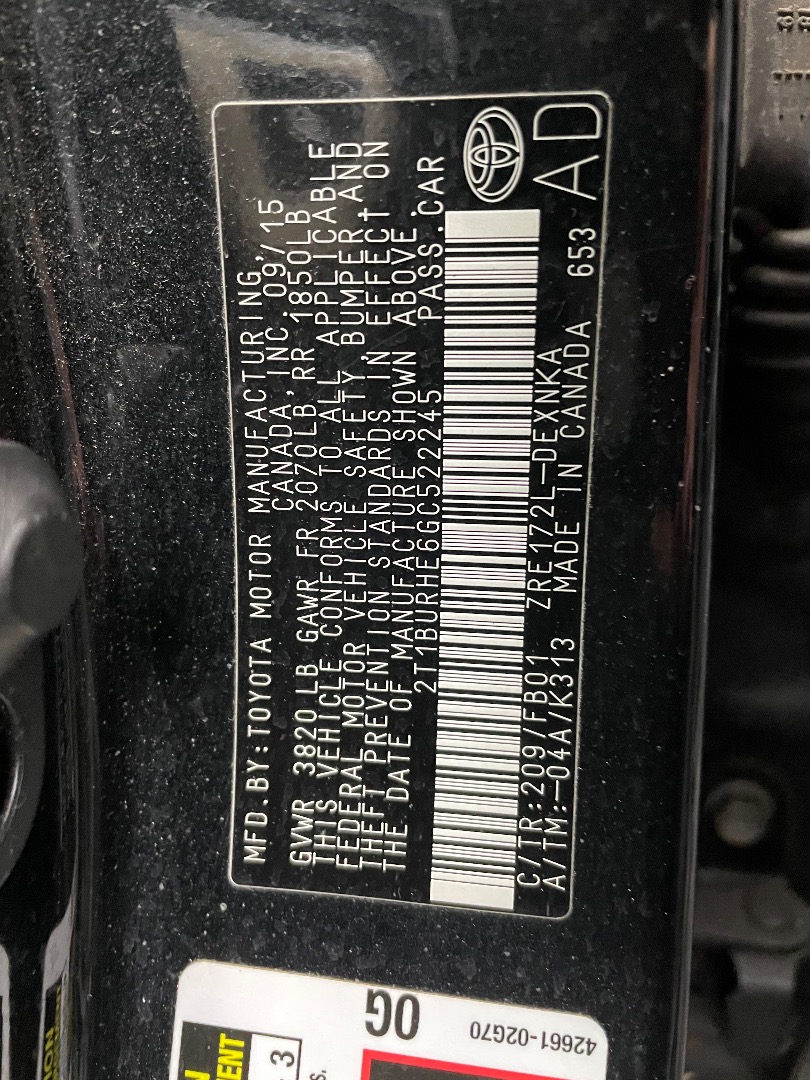 MFD.BY:TOYOTA MOTOR MANUFACTURING,
CANADA, INC. 09/15
GVWR 3820 LB GAWR FR 2070LB, RR 1850LB
THIS VEHICLE CONFORMS TO ALL APPLICABLE
FEDERAL MOTOR VEHICLE SAFETY, BUMPER, AND
THEFT PREVENTION STANDARDS IN EFFECT ON
THE DATE OF MANUFACTURE SHOWN ABOVE.
2T1BURHE6GC522245 PASS.CAR
C/TR:209/FB01 ZRE172L-DEXNKA
A/TM:-04A/K313 MADE IN CANADA 653
AD
0G
42661-02G70
3